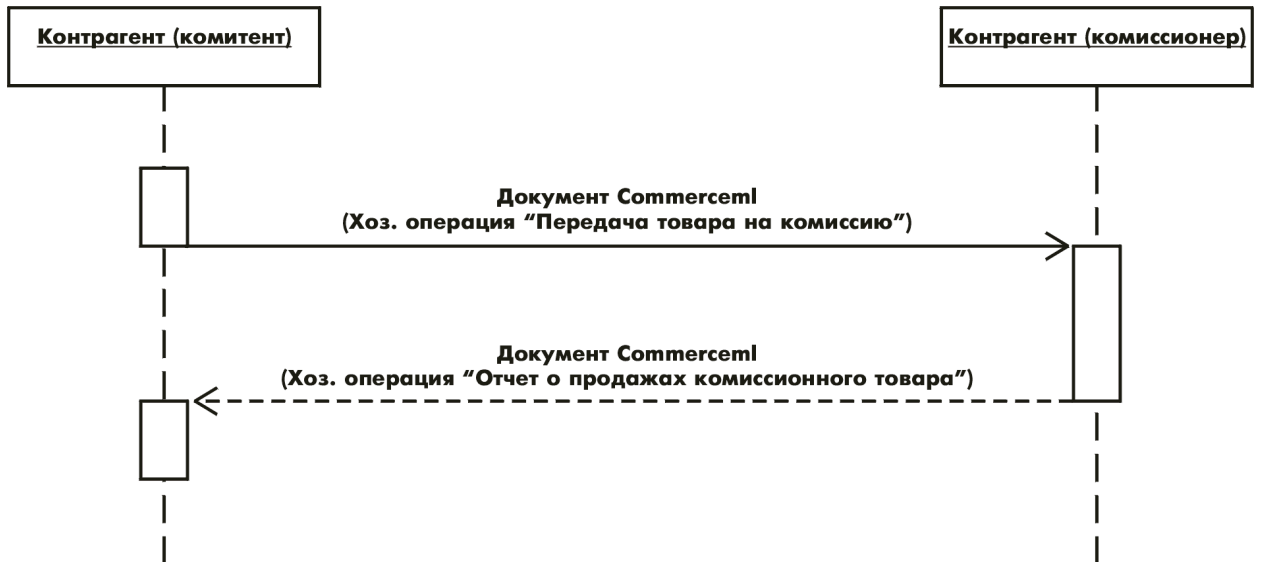 Контрагент (комитент)
Контрагент (комиссионер)
Документ Commerceml
(Хоз. операция “Передача товара на комиссию”)
Документ Commerceml
(Хоз. операция “Отчет о продажах комиссионного товара”)